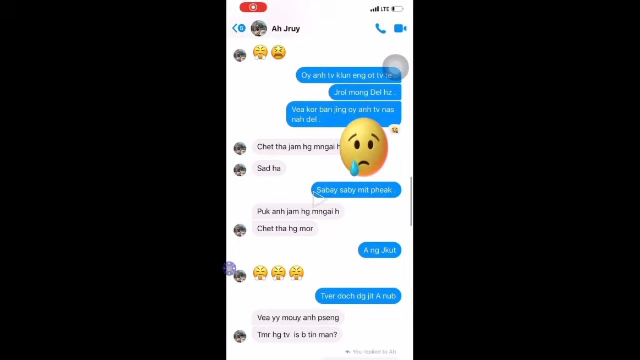 LTE
Ah Jruy
Oy anh tv klun eng ot tv te
Jrol mong Del hz .
Vea kor ban jing oy anh tv nas
nah del .
Chet tha jam hg mngai h
Sad ha
Sabay saby mit pheak .
Puk anh jam hg mngai h
Chet tha hg mor
A ng Jkut
Tver doch dg jit A nub
Vea yy mouy anh pseng
Tmr hg tv is b tin man?
You replied to Ah